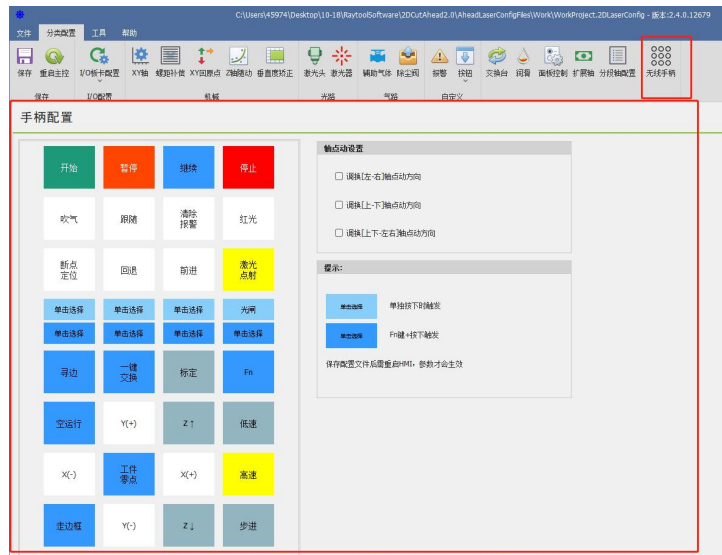 C:\Users\45974\Desktop\10-18\RaytoolSoftware\2DCutAhead2.0\AheadLaserConfigFiles\Work\WorkProject.2DLaserConfig - 版本:2.4.0.12679
文件 分类配置 工具 帮助
保存 重启主控 I/O板卡配置 XY轴 螺距补偿 XY回原点 Z轴随动 垂直度矫正 激光头 激光器 辅助气体 除尘阀 报警 按钮 交换台 润滑 面板控制 扩展轴 分段轴配置 无线手柄
保存 I/O配置 机械 光路 气路 自定义
手柄配置
开始 暂停 继续 停止
吹气 跟随 清除报警 红光
断点定位 回退 前进 激光点射
单击选择 单击选择 单击选择 光闸
单击选择 单击选择 单击选择 单击选择
寻边 一键交换 标定 Fn
空运行 Y(+) Z↑ 低速
X(-) 工件零点 X(+) 高速
走边框 Y(-) Z↓ 步进
轴点动设置
调换[左-右]轴点动方向
调换[上-下]轴点动方向
调换[上下-左右]轴点动方向
提示:
单击选择 单独按下时触发
单击选择 Fn键+按下触发
保存配置文件后需重启HMI，参数才会生效